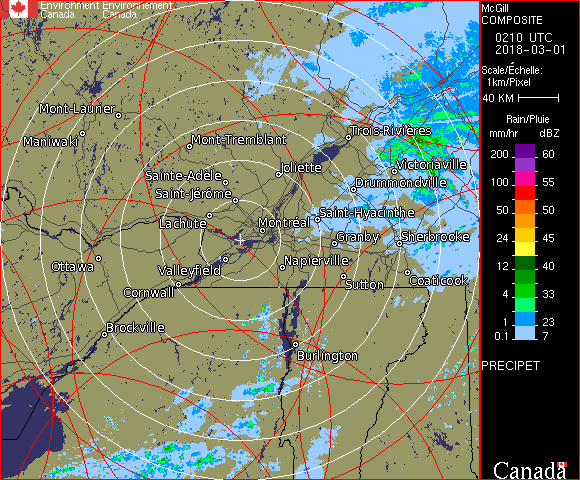 Environment Environnement
Canada Canada
McGill
COMPOSITE
0210 UTC
2018-03-01
Scale/Échelle:
1km/Pixel
40 KM
Rain/Pluie
mm/hr dBZ
200 60
100 55
50 50
24 45
12 40
4 33
0.1 7
PRECIPET
Canada
Mont-Laurier
Maniwaki
Mont-Tremblant
Trois-Rivières
Sainte-Adèle
Joliette
Victoriaville
Saint-Jérôme
Drummondville
Lachute
Montréal
Saint-Hyacinthe
Granby
Sherbrooke
Ottawa
Valleyfield
Napierville
Cornwall
Sutton
Coaticook
Brockville
Burlington